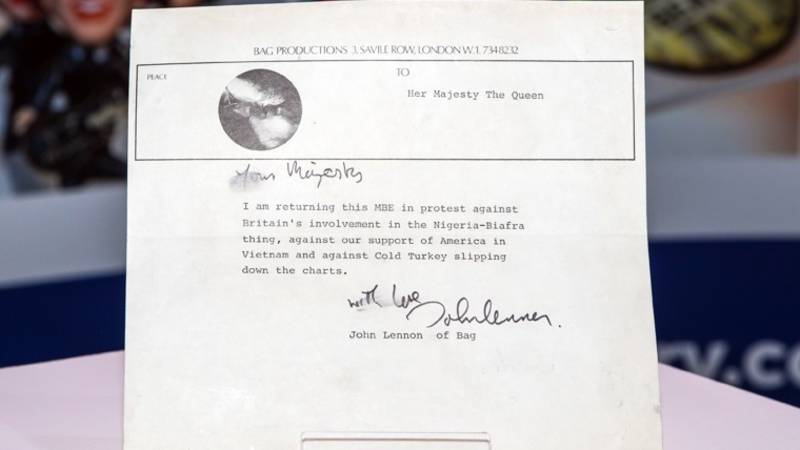 BAG PRODUCTIONS 3, SAVILE ROW, LONDON W.1. 734 8232
PEACE
TO
Her Majesty The Queen
Your Majesty
I am returning this MBE in protest against
Britain's involvement in the Nigeria-Biafra
thing, against our support of America in
Vietnam and against Cold Turkey slipping
down the charts.
with love
John Lennon.
John Lennon of Bag